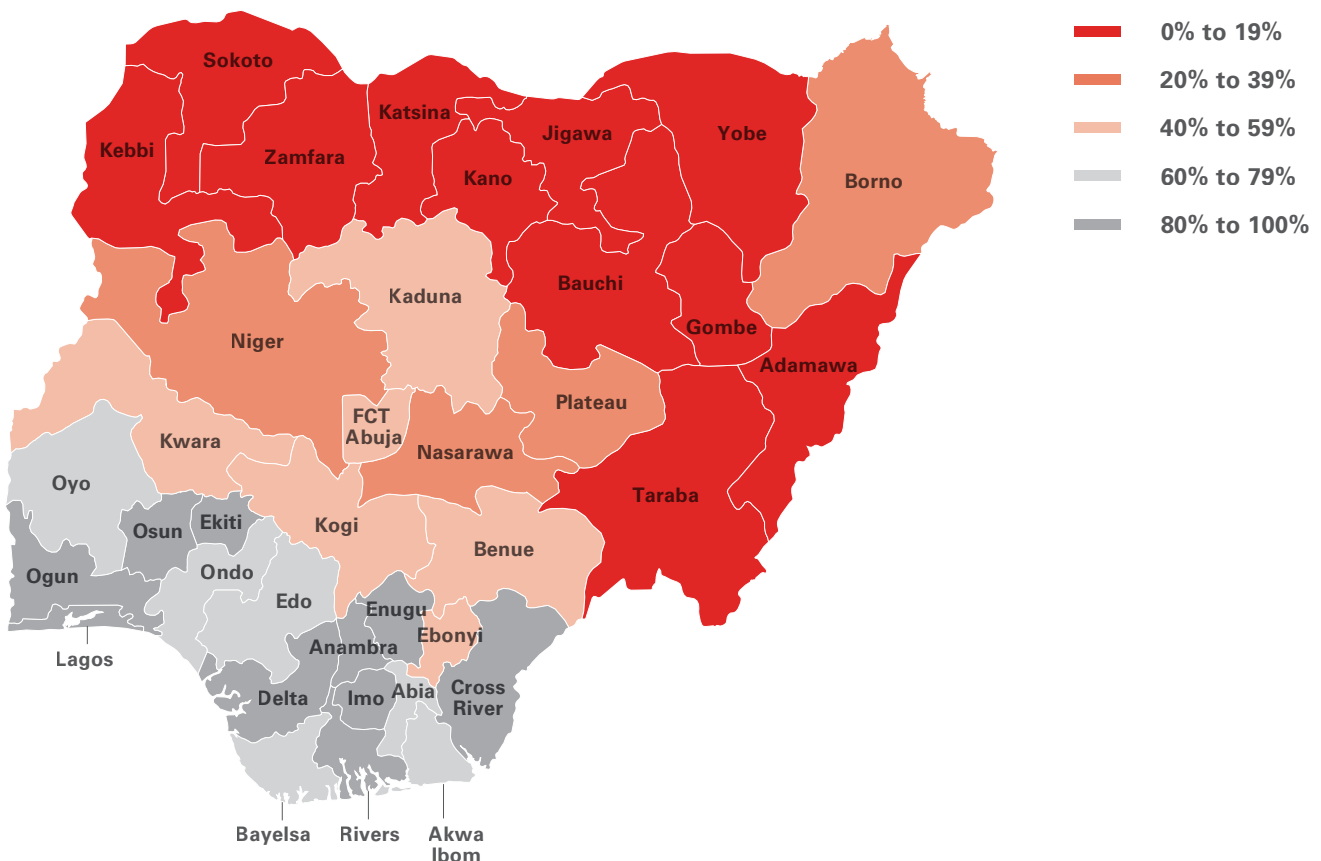 0% to 19%
20% to 39%
40% to 59%
60% to 79%
80% to 100%
Sokoto
Katsina
Jigawa
Yobe
Kebbi
Zamfara
Kano
Borno
Bauchi
Kaduna
Gombe
Niger
Adamawa
Plateau
FCT
Abuja
Kwara
Nasarawa
Oyo
Taraba
Osun
Ekiti
Kogi
Benue
Ogun
Ondo
Edo
Enugu
Ebonyi
Anambra
Lagos
Delta
Imo
Abia
Cross
River
Bayelsa
Rivers
Akwa
Ibom